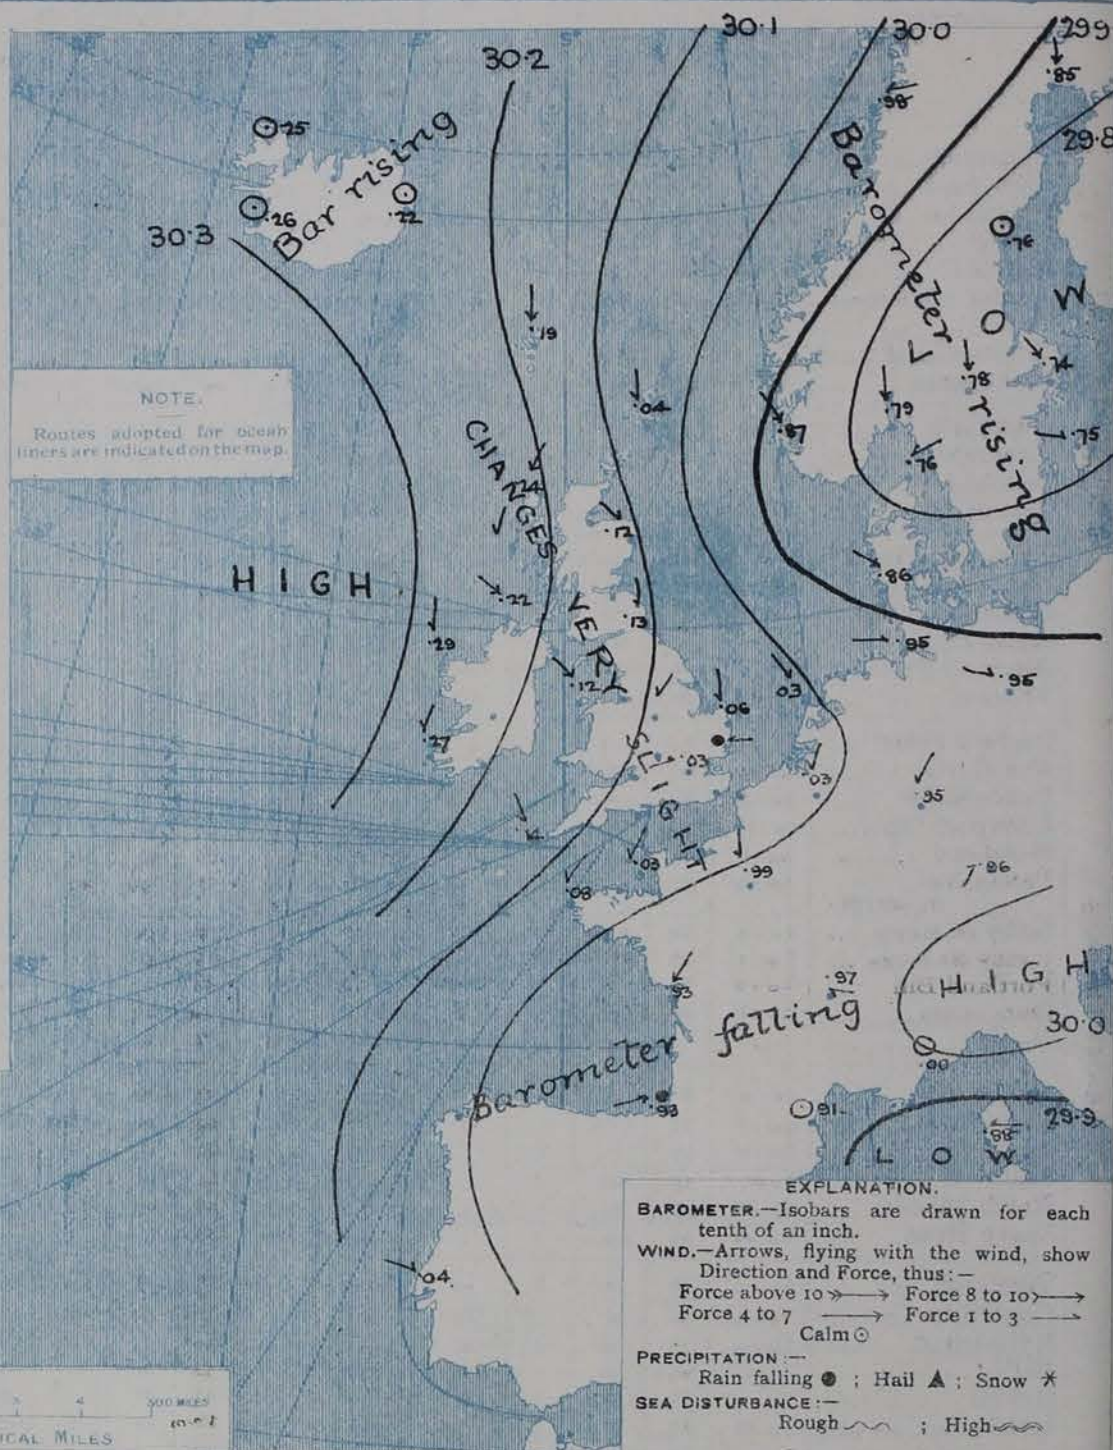 30·1
30·0
29·9
30·2
·85
·98
·25
Bar rising
29·8
·26
·22
30·3
Barometer rising
·76
L O W
·19
·74
·78
NOTE.
Routes adopted for ocean
liners are indicated on the map.
·04
·79
·87
·75
·76
CHANGES VERY SLIGHT
·24
·12
HIGH
·22
·86
·13
·29
·95
·95
·12
·03
·06
·27
·03
·03
·95
·03
·08
·99
·86
·93
·97
HIGH
Barometer falling
30·0
·00
·93
·91
29·9
·88
LOW
·04
EXPLANATION.
BAROMETER.—Isobars are drawn for each
tenth of an inch.
WIND.—Arrows, flying with the wind, show
Direction and Force, thus:—
Force above 10 Force 8 to 10
Force 4 to 7 Force 1 to 3
Calm
PRECIPITATION:—
Rain falling ; Hail ; Snow
SEA DISTURBANCE:—
Rough ; High
3 4 500 MILES
ICAL MILES